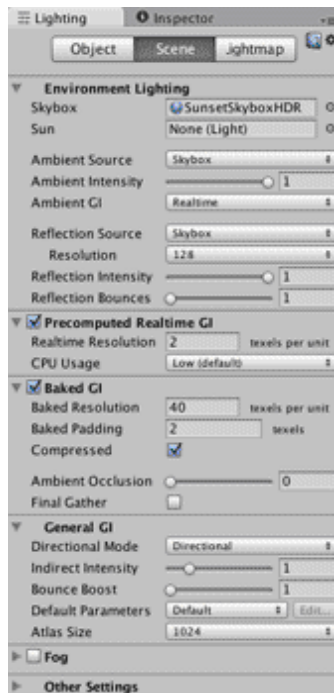 Lighting Inspector
Object Scene Lightmap
Environment Lighting
Skybox SunsetSkyboxHDR
Sun None (Light)
Ambient Source Skybox
Ambient Intensity 1
Ambient GI Realtime
Reflection Source Skybox
Resolution 128
Reflection Intensity 1
Reflection Bounces 1
Precomputed Realtime GI
Realtime Resolution 2 texels per unit
CPU Usage Low (default)
Baked GI
Baked Resolution 40 texels per unit
Baked Padding 2 texels
Compressed
Ambient Occlusion 0
Final Gather
General GI
Directional Mode Directional
Indirect Intensity 1
Bounce Boost 1
Default Parameters Default Edit...
Atlas Size 1024
Fog
Other Settings